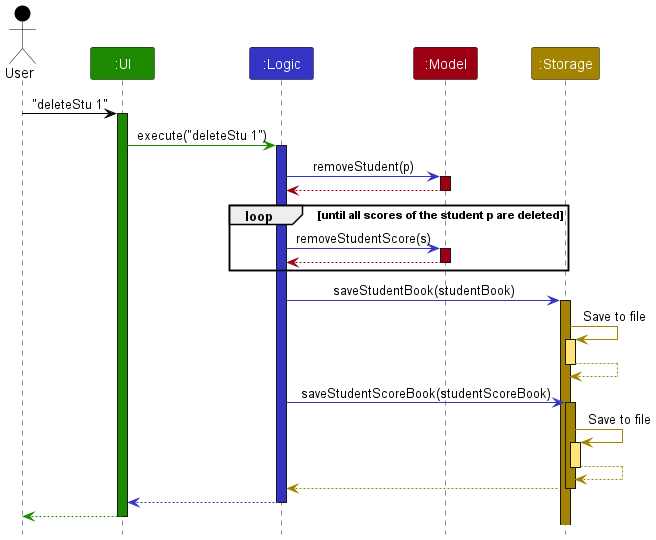 User
:UI
:Logic
:Model
:Storage
"deleteStu 1"
execute("deleteStu 1")
removeStudent(p)
loop
[until all scores of the student p are deleted]
removeStudentScore(s)
saveStudentBook(studentBook)
Save to file
saveStudentScoreBook(studentScoreBook)
Save to file